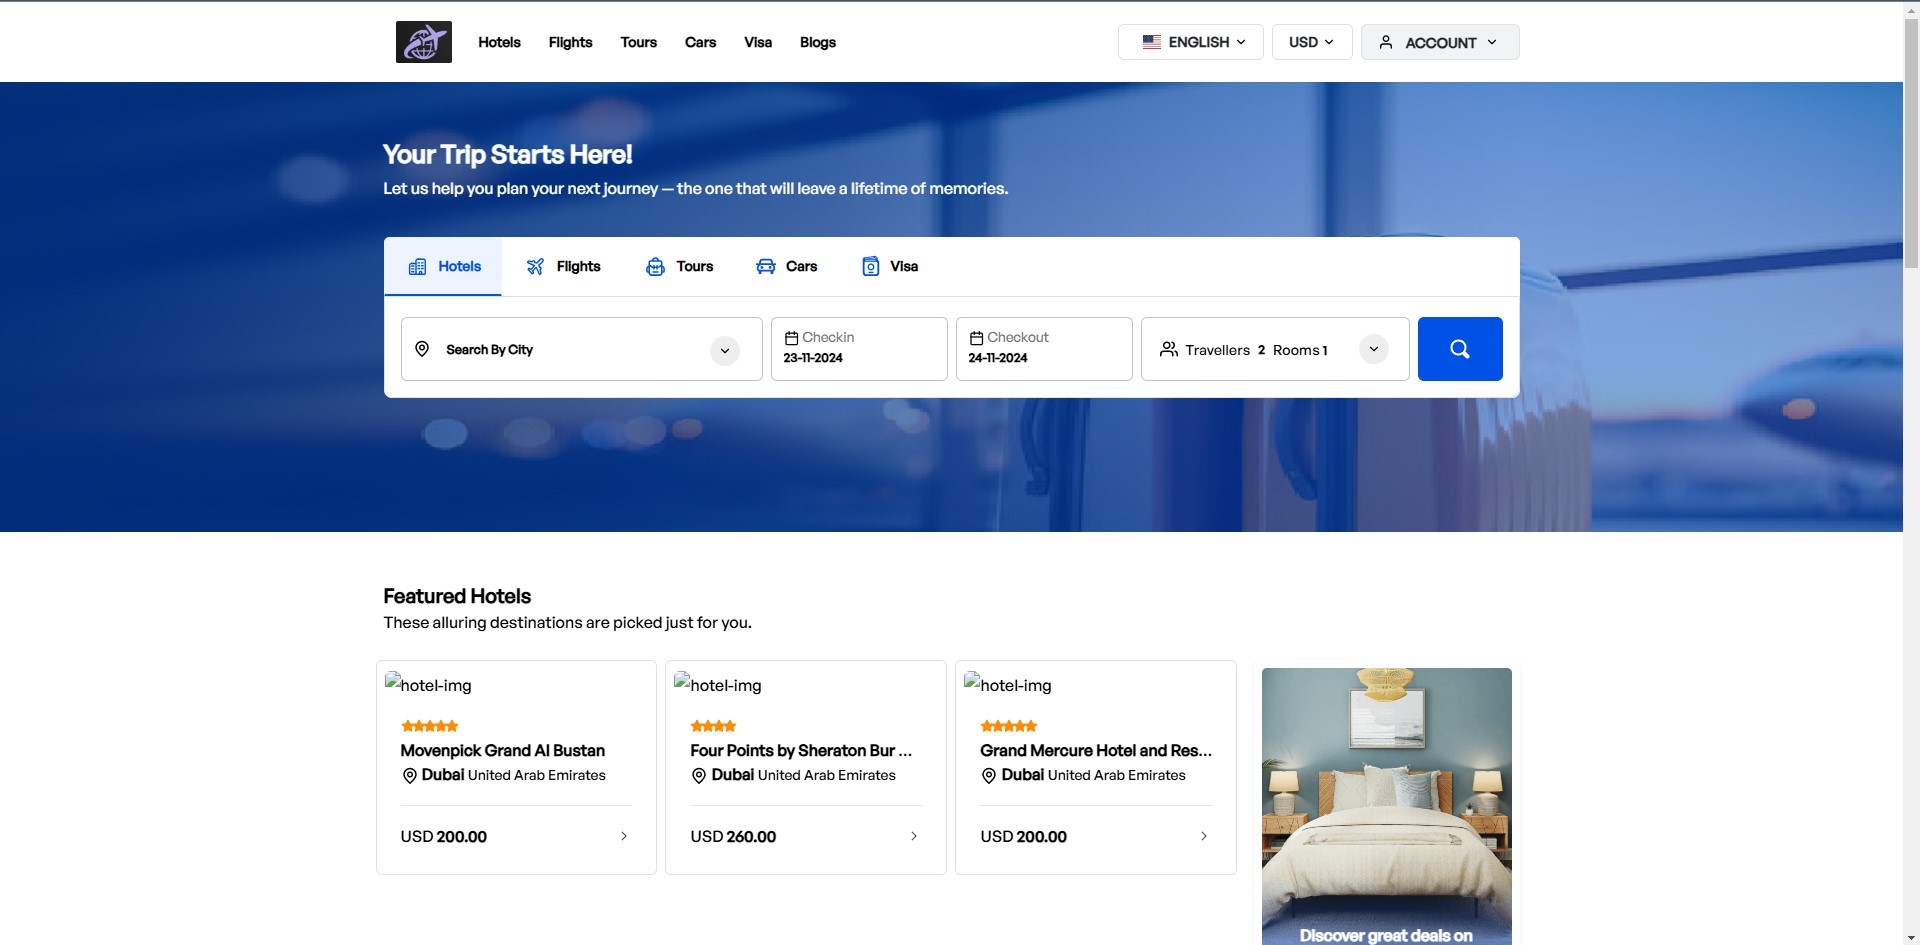 Hotels Flights Tours Cars Visa Blogs ENGLISH USD ACCOUNT
Your Trip Starts Here!
Let us help you plan your next journey — the one that will leave a lifetime of memories.
Hotels Flights Tours Cars Visa
Search By City
Checkin
23-11-2024
Checkout
24-11-2024
Travellers 2 Rooms 1
Featured Hotels
These alluring destinations are picked just for you.
hotel-img
Movenpick Grand Al Bustan
Dubai United Arab Emirates
USD 200.00
hotel-img
Four Points by Sheraton Bur ...
Dubai United Arab Emirates
USD 260.00
hotel-img
Grand Mercure Hotel and Res...
Dubai United Arab Emirates
USD 200.00
Discover great deals on